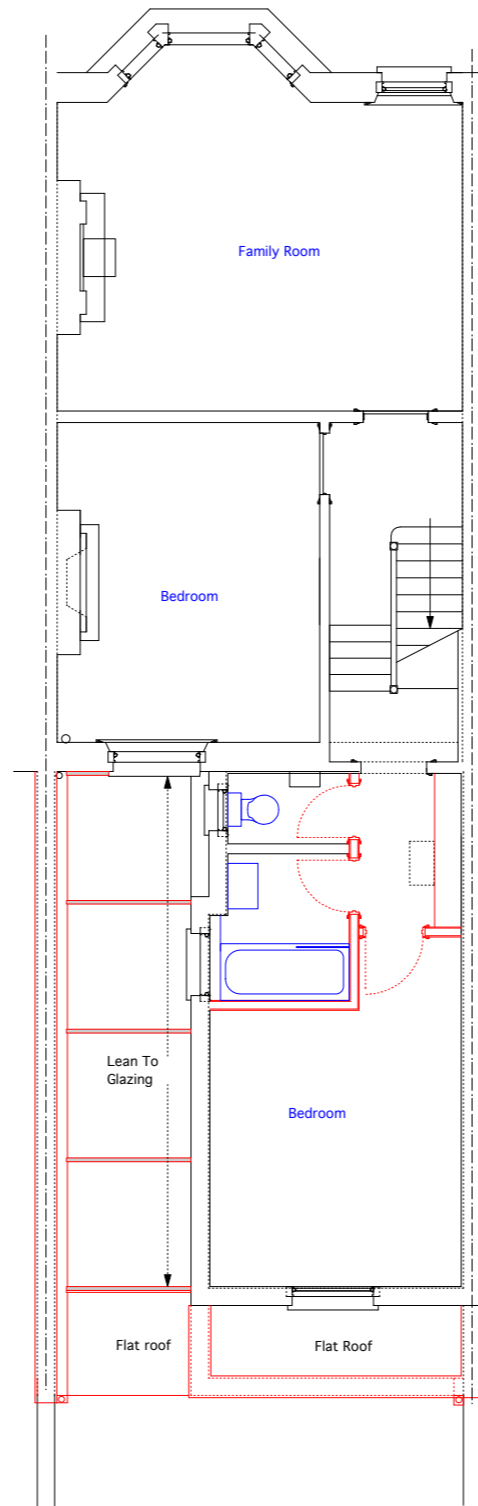 Family Room
Bedroom
Lean To
Glazing
Bedroom
Flat roof
Flat Roof